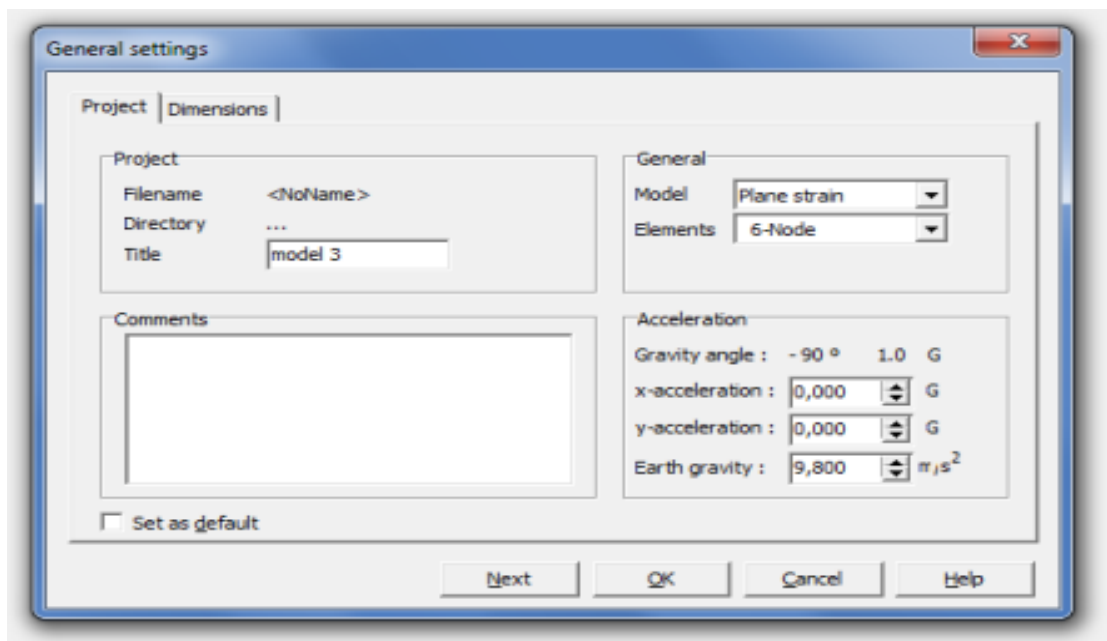 General settings
Project
Dimensions
Project
Filename <NoName>
Directory ...
Title model 3
General
Model Plane strain
Elements 6-Node
Comments
Acceleration
Gravity angle : - 90 º 1.0 G
x-acceleration : 0,000 G
y-acceleration : 0,000 G
Earth gravity : 9,800 m/s²
Set as default
Next OK Cancel Help